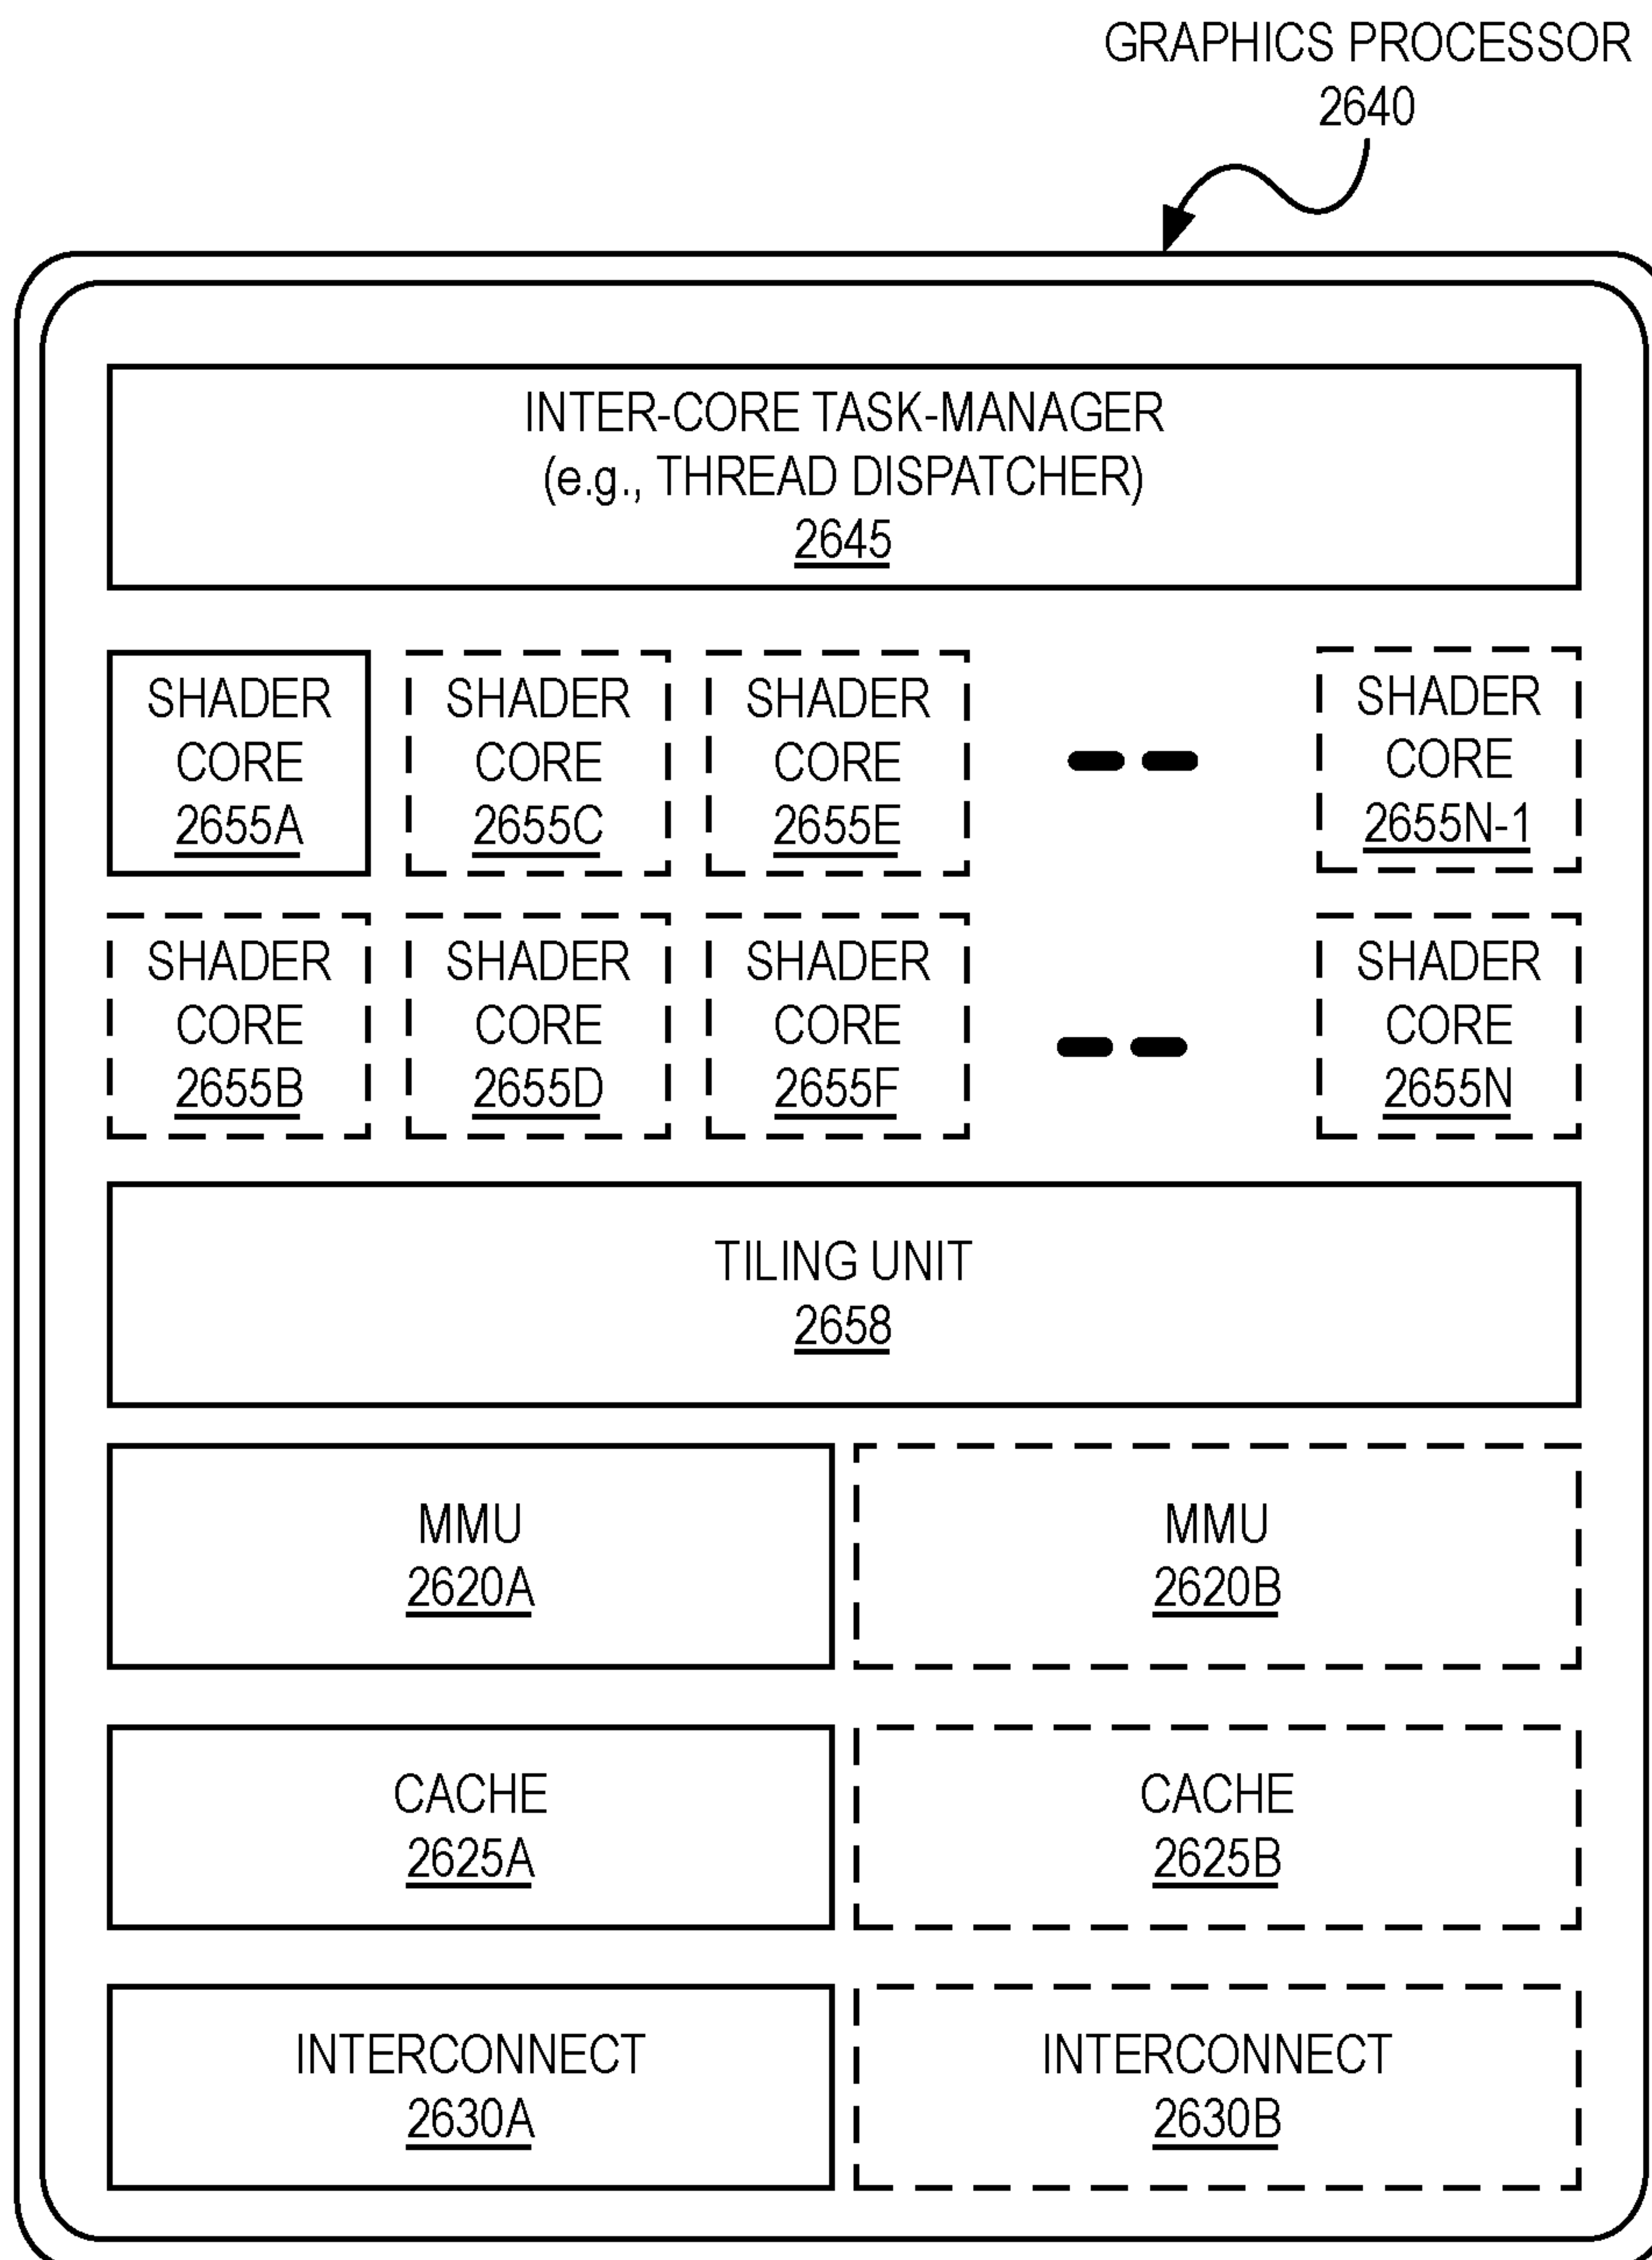 GRAPHICS PROCESSOR
2640
INTER-CORE TASK-MANAGER
(e.g., THREAD DISPATCHER)
2645
SHADER
CORE
2655A
SHADER
CORE
2655C
SHADER
CORE
2655E
SHADER
CORE
2655N-1
SHADER
CORE
2655B
SHADER
CORE
2655D
SHADER
CORE
2655F
SHADER
CORE
2655N
TILING UNIT
2658
MMU
2620A
MMU
2620B
CACHE
2625A
CACHE
2625B
INTERCONNECT
2630A
INTERCONNECT
2630B